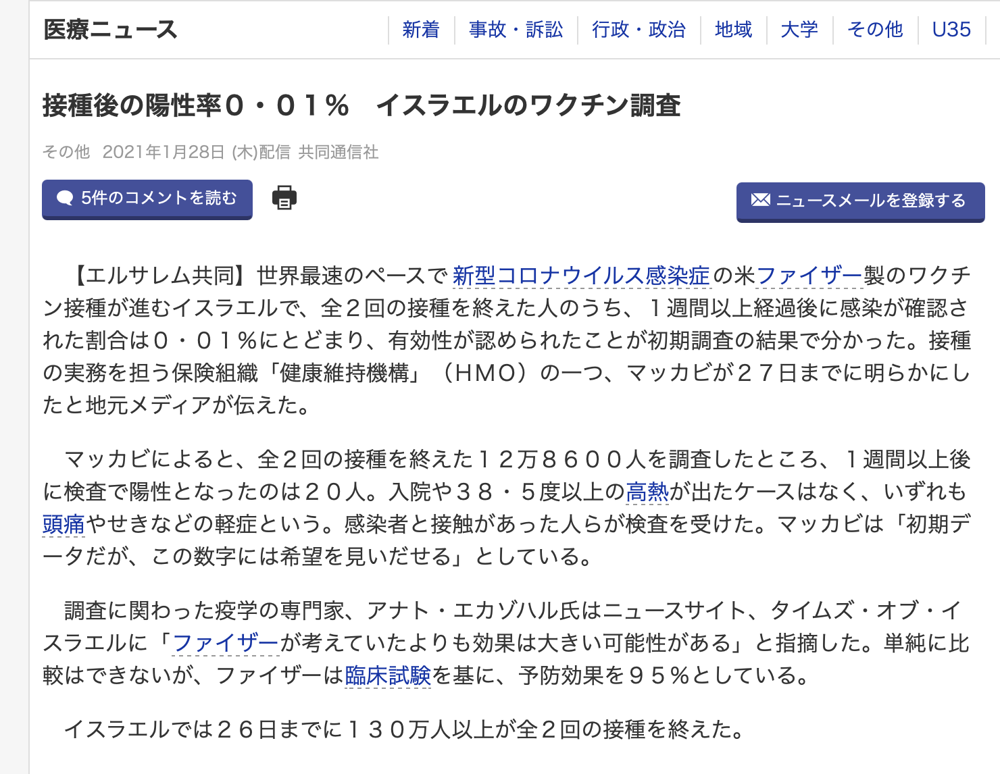 医療ニュース
新着
事故・訴訟
行政・政治
地域
大学
その他
U35
接種後の陽性率０・０１％　イスラエルのワクチン調査
その他 2021年1月28日 (木)配信 共同通信社
5件のコメントを読む
ニュースメールを登録する
【エルサレム共同】世界最速のペースで新型コロナウイルス感染症の米ファイザー製のワクチ
ン接種が進むイスラエルで、全２回の接種を終えた人のうち、１週間以上経過後に感染が確認さ
れた割合は０・０１％にとどまり、有効性が認められたことが初期調査の結果で分かった。接種
の実務を担う保険組織「健康維持機構」（ＨＭＯ）の一つ、マッカビが２７日までに明らかにし
たと地元メディアが伝えた。
マッカビによると、全２回の接種を終えた１２万８６００人を調査したところ、１週間以上後
に検査で陽性となったのは２０人。入院や３８・５度以上の高熱が出たケースはなく、いずれも
頭痛やせきなどの軽症という。感染者と接触があった人らが検査を受けた。マッカビは「初期デ
ータだが、この数字には希望を見いだせる」としている。
調査に関わった疫学の専門家、アナト・エカゾハル氏はニュースサイト、タイムズ・オブ・イ
スラエルに「ファイザーが考えていたよりも効果は大きい可能性がある」と指摘した。単純に比
較はできないが、ファイザーは臨床試験を基に、予防効果を９５％としている。
イスラエルでは２６日までに１３０万人以上が全２回の接種を終えた。